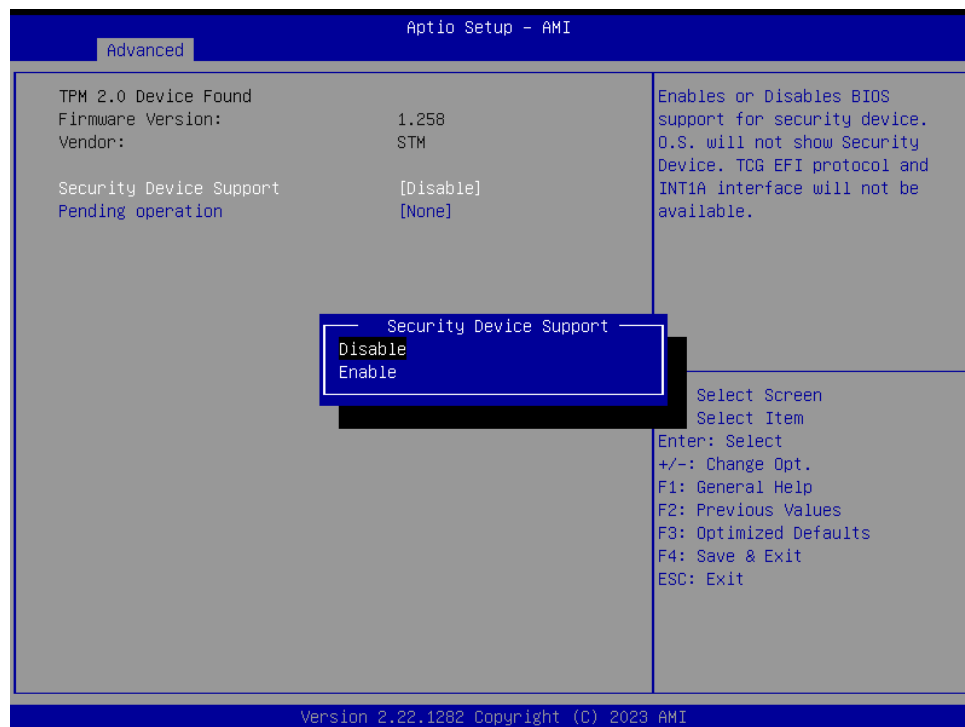 Aptio Setup – AMI
Advanced
TPM 2.0 Device Found
Firmware Version: 1.258
Vendor: STM
Security Device Support [Disable]
Pending operation [None]
Enables or Disables BIOS
support for security device.
O.S. will not show Security
Device. TCG EFI protocol and
INT1A interface will not be
available.
Security Device Support
Disable
Enable
Select Screen
Select Item
Enter: Select
+/-: Change Opt.
F1: General Help
F2: Previous Values
F3: Optimized Defaults
F4: Save & Exit
ESC: Exit
Version 2.22.1282 Copyright (C) 2023 AMI